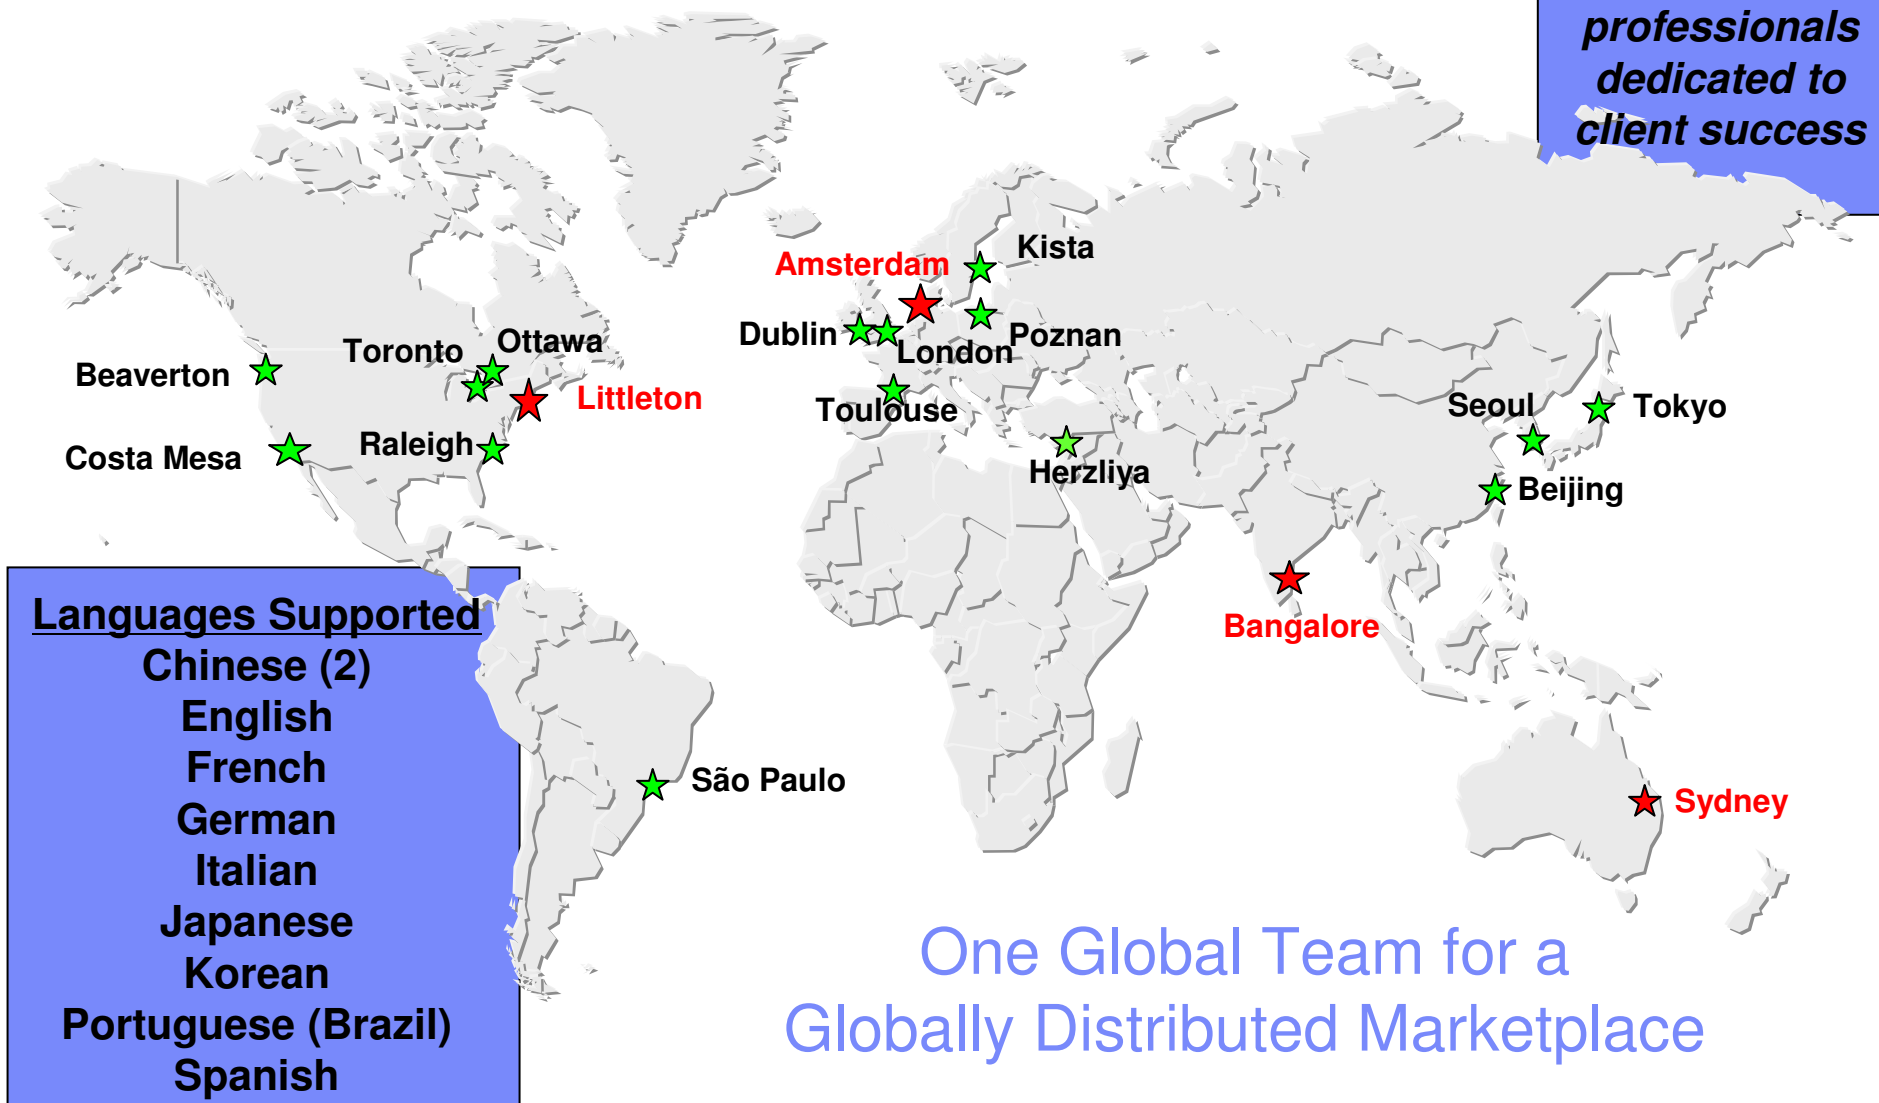 professionals
dedicated to
client success
Kista
Amsterdam
Dublin
London
Poznan
Toronto
Ottawa
Beaverton
Littleton
Toulouse
Seoul
Tokyo
Costa Mesa
Raleigh
Herzliya
Beijing
Bangalore
São Paulo
Sydney
Languages Supported
Chinese (2)
English
French
German
Italian
Japanese
Korean
Portuguese (Brazil)
Spanish
One Global Team for a
Globally Distributed Marketplace